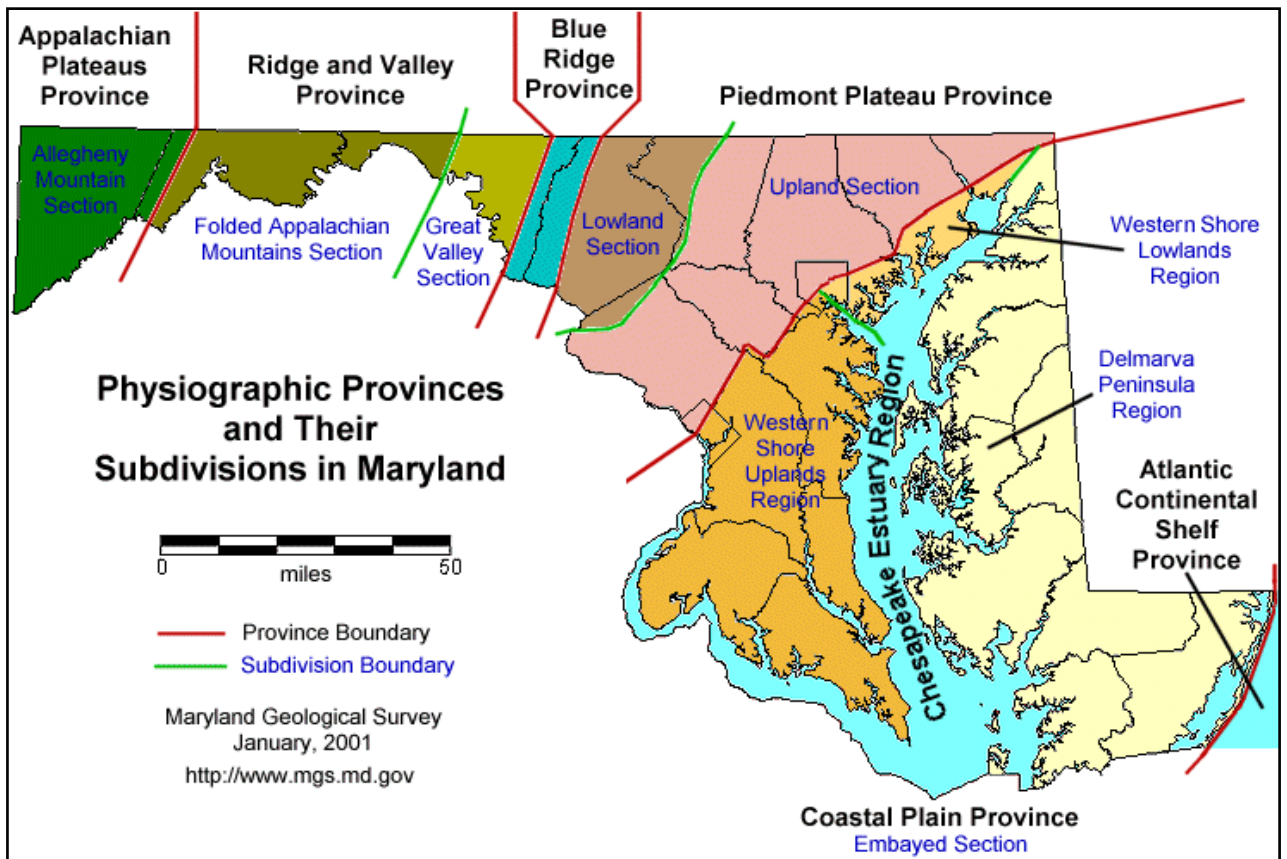 Appalachian
Plateaus
Province
Ridge and Valley
Province
Blue
Ridge
Province
Piedmont Plateau Province
Allegheny
Mountain
Section
Folded Appalachian
Mountains Section
Great
Valley
Section
Lowland
Section
Upland Section
Western Shore
Lowlands
Region
Delmarva
Peninsula
Region
Western
Shore
Uplands
Region
Chesapeake Estuary Region
Atlantic
Continental
Shelf
Province
Physiographic Provinces
and Their
Subdivisions in Maryland
0 50
miles
Province Boundary
Subdivision Boundary
Maryland Geological Survey
January, 2001
http://www.mgs.md.gov
Coastal Plain Province
Embayed Section